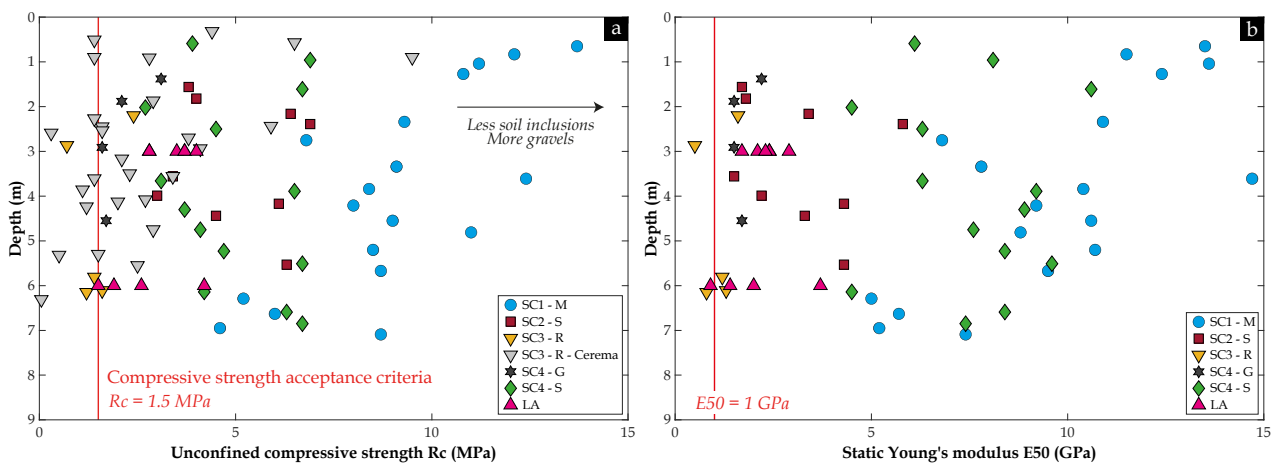 a
0
1
2
3
4
5
6
7
8
9
Depth (m)
Less soil inclusions
More gravels
Compressive strength acceptance criteria
Rc = 1.5 MPa
SC1 - M
SC2 - S
SC3 - R
SC3 - R - Cerema
SC4 - G
SC4 - S
LA
0
5
10
15
Unconfined compressive strength Rc (MPa)
b
0
1
2
3
4
5
6
7
8
9
Depth (m)
E50 = 1 GPa
SC1 - M
SC2 - S
SC3 - R
SC4 - G
SC4 - S
LA
0
5
10
15
Static Young's modulus E50 (GPa)